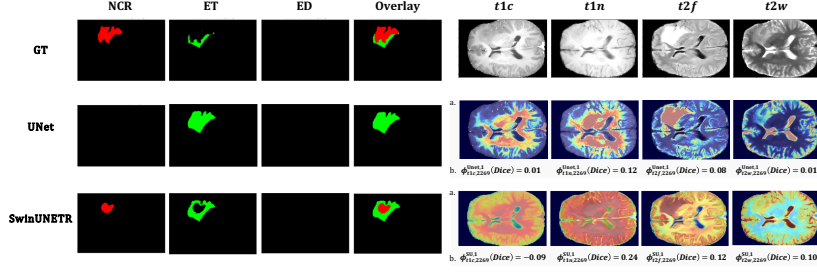 NCR ET ED Overlay t1c t1n t2f t2w
GT
UNet
a.
b. ϕ^{Unet,1}_{t1c,2269}(Dice) = 0.01 ϕ^{Unet,1}_{t1n,2269}(Dice) = 0.12 ϕ^{Unet,1}_{t2f,2269}(Dice) = 0.08 ϕ^{Unet,1}_{t2w,2269}(Dice) = 0.01
a.
SwinUNETR
b. ϕ^{SU,1}_{t1c,2269}(Dice) = −0.09 ϕ^{SU,1}_{t1n,2269}(Dice) = 0.24 ϕ^{SU,1}_{t2f,2269}(Dice) = 0.12 ϕ^{SU,1}_{t2w,2269}(Dice) = 0.10